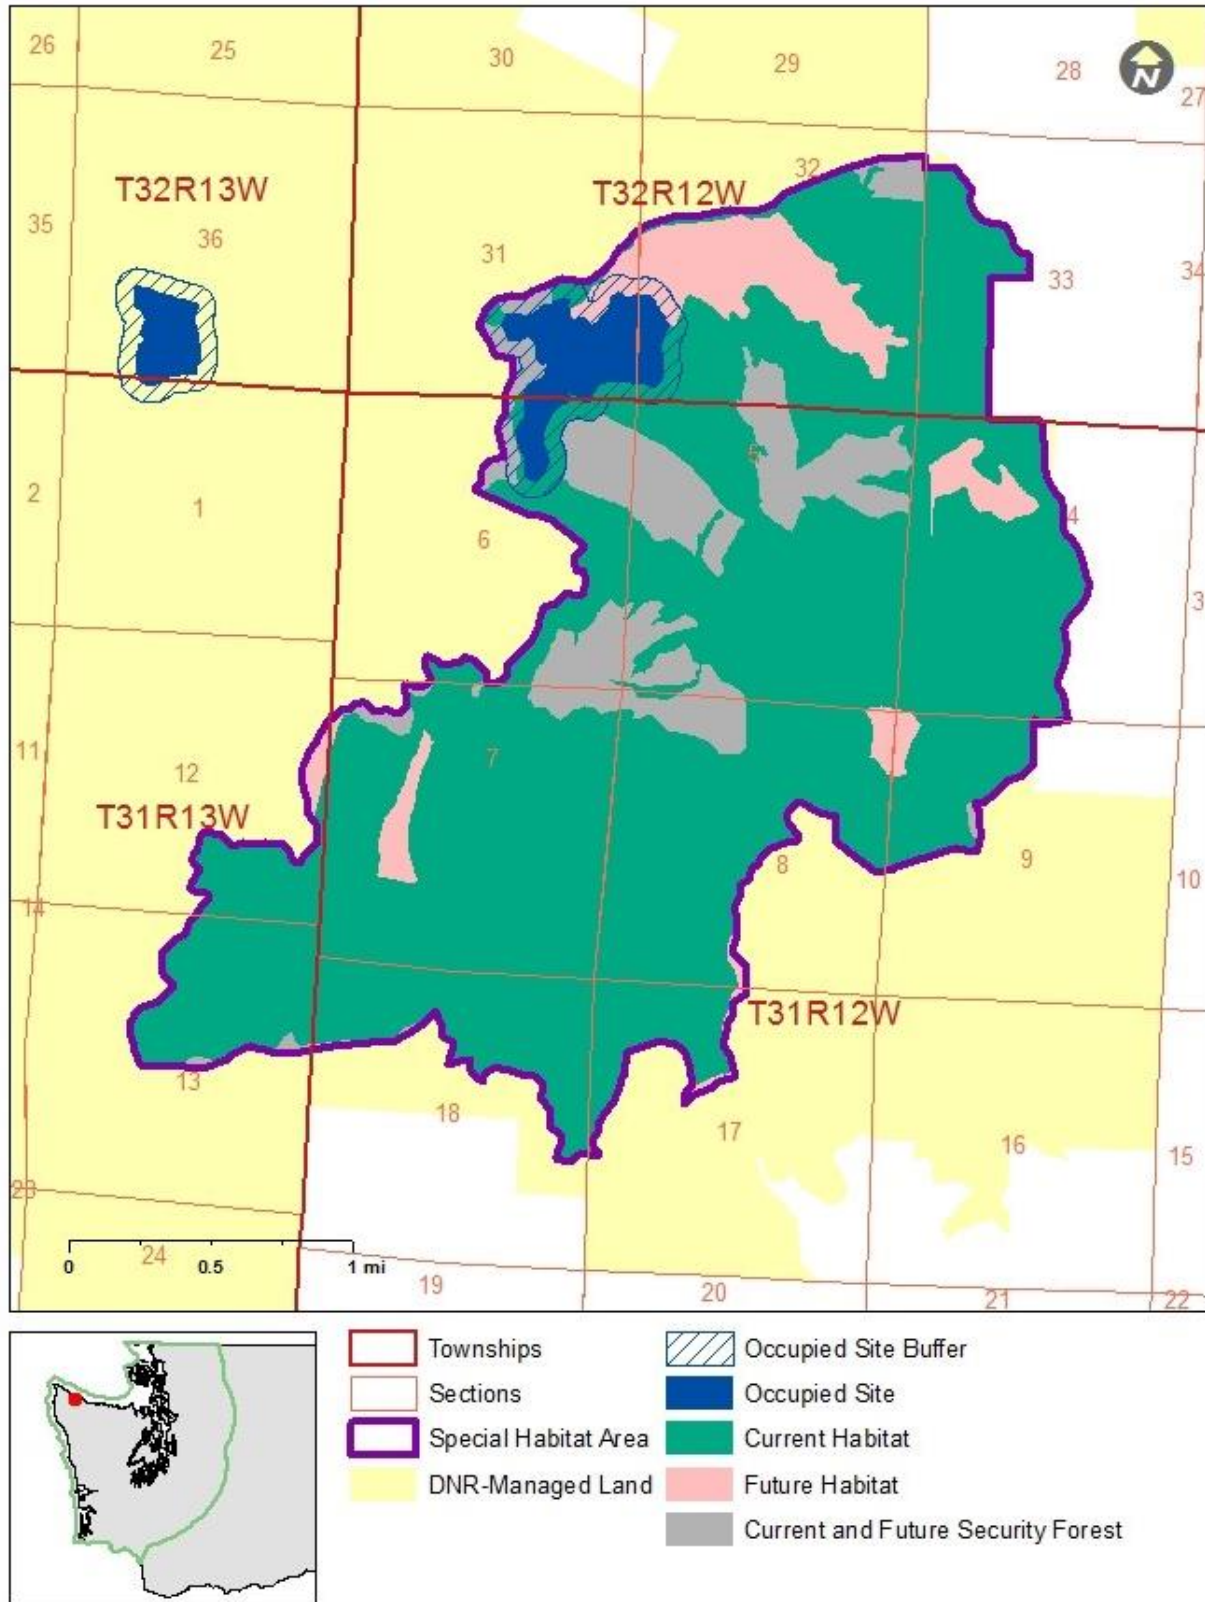 26
25
30
29
28
N
27
T32R13W
T32R12W
32
35
36
31
33
34
2
1
6
5
4
3
11
12
7
T31R13W
8
9
10
14
T31R12W
13
18
17
16
15
23
24
0 0.5 1 mi
19
20
21
22
Townships
Sections
Special Habitat Area
DNR-Managed Land
Occupied Site Buffer
Occupied Site
Current Habitat
Future Habitat
Current and Future Security Forest